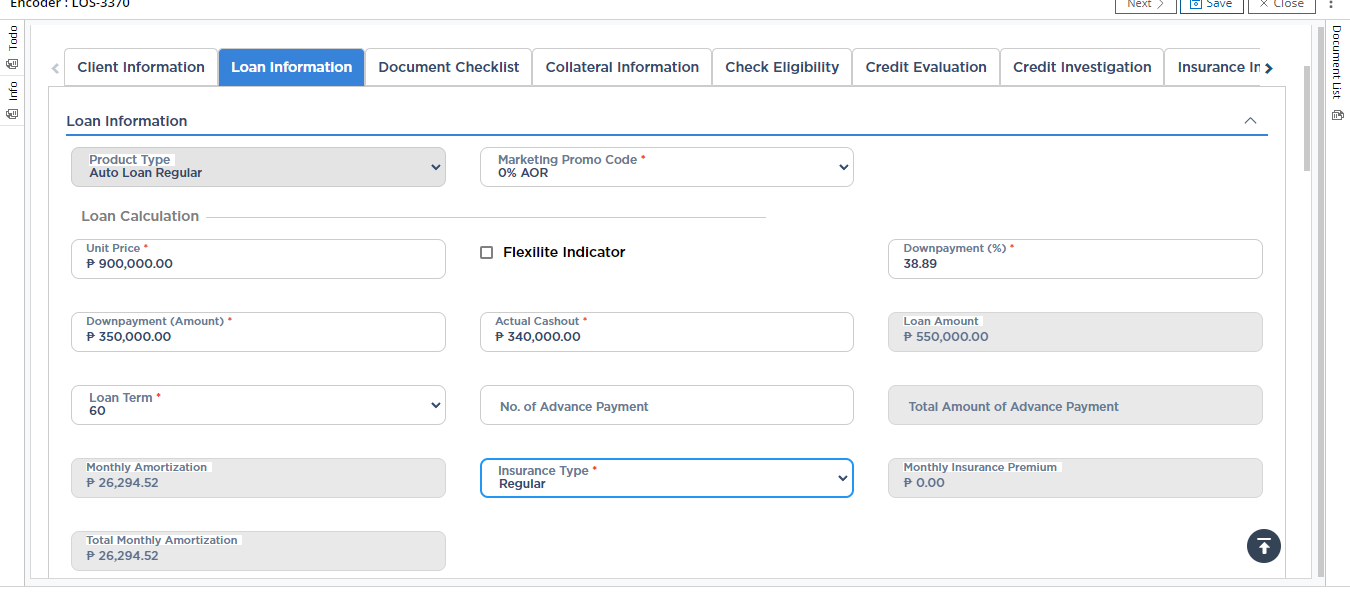 Encoder : LOS-3370
Next
Save
Close
Todo
Info
Document List
Client Information
Loan Information
Document Checklist
Collateral Information
Check Eligibility
Credit Evaluation
Credit Investigation
Insurance In
Loan Information
Product Type
Auto Loan Regular
Marketing Promo Code *
0% AOR
Loan Calculation
Unit Price *
₱ 900,000.00
Flexilite Indicator
Downpayment (%) *
38.89
Downpayment (Amount) *
₱ 350,000.00
Actual Cashout *
₱ 340,000.00
Loan Amount
₱ 550,000.00
Loan Term *
60
No. of Advance Payment
Total Amount of Advance Payment
Monthly Amortization
₱ 26,294.52
Insurance Type *
Regular
Monthly Insurance Premium
₱ 0.00
Total Monthly Amortization
₱ 26,294.52